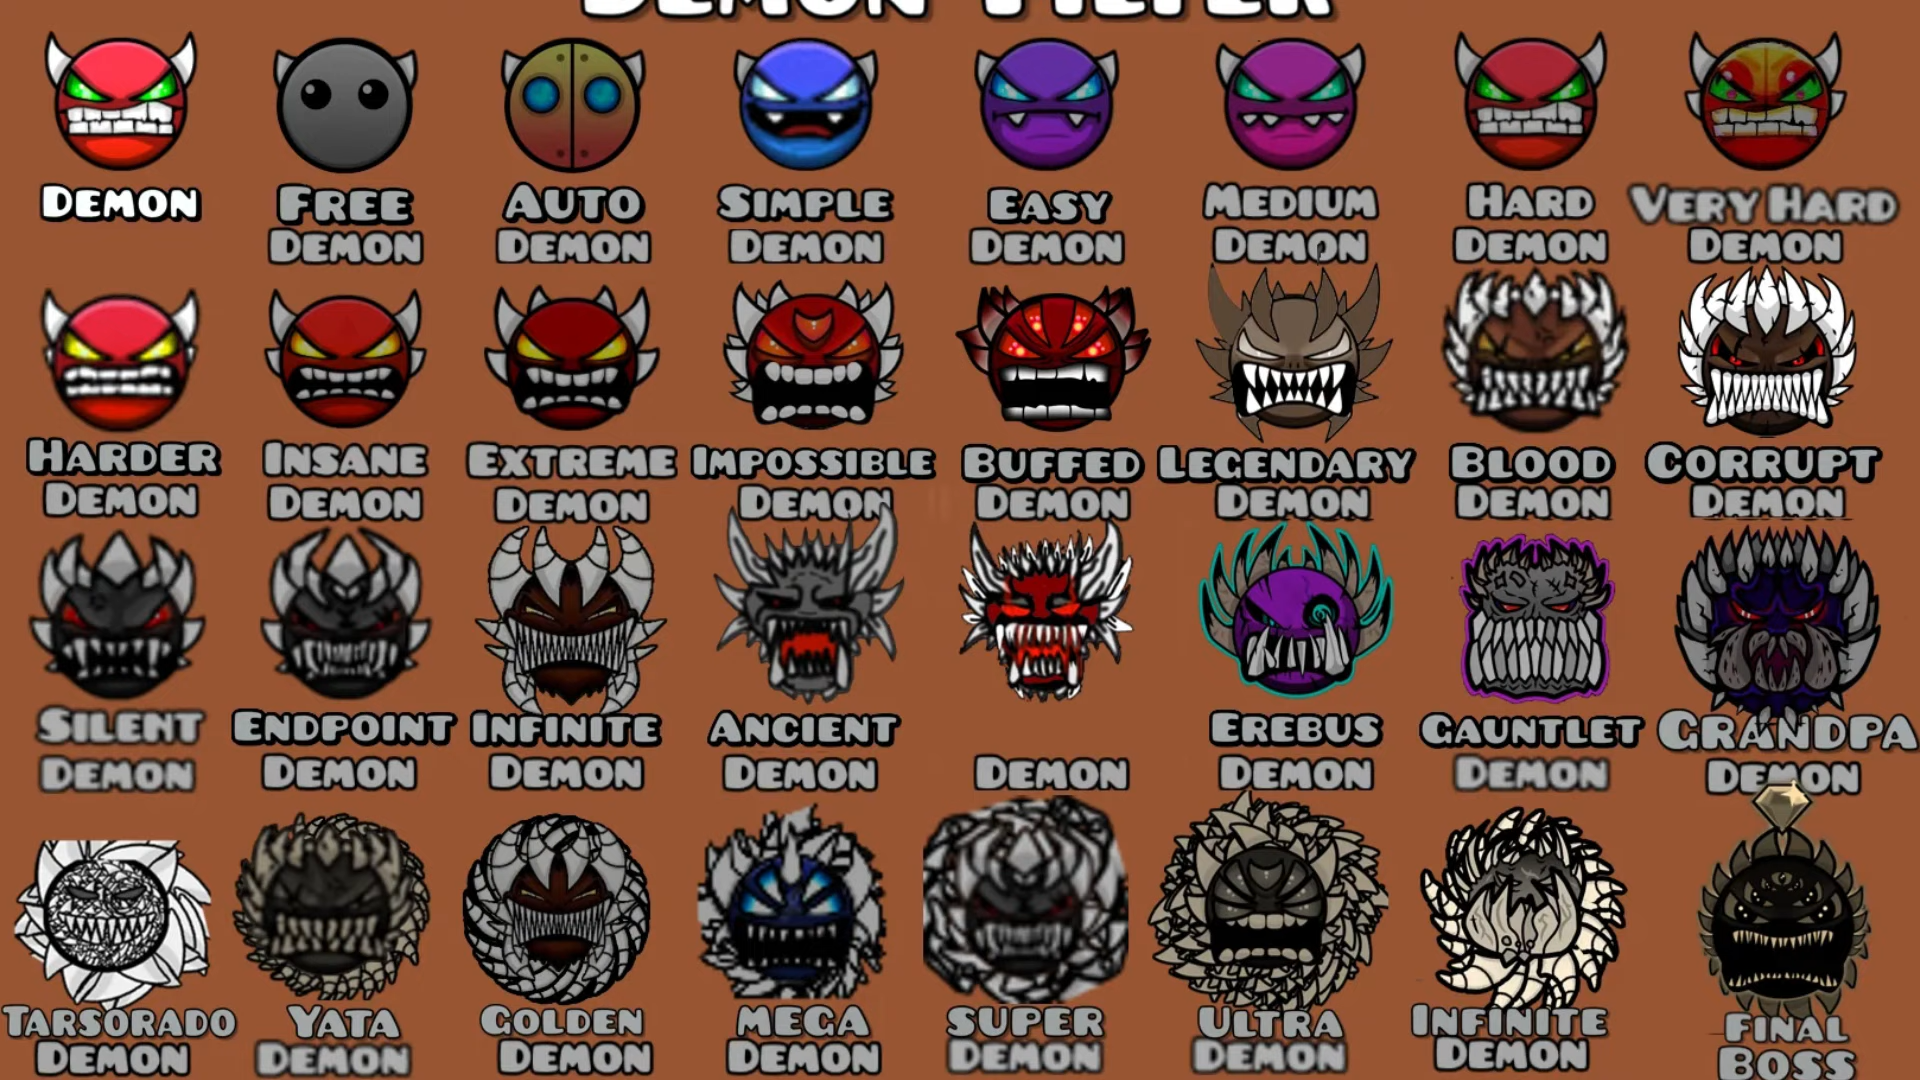 DEMON FILTER
DEMON
FREE DEMON
AUTO DEMON
SIMPLE DEMON
EASY DEMON
MEDIUM DEMON
HARD DEMON
VERY HARD DEMON
HARDER DEMON
INSANE DEMON
EXTREME DEMON
IMPOSSIBLE DEMON
BUFFED DEMON
LEGENDARY DEMON
BLOOD DEMON
CORRUPT DEMON
SILENT DEMON
ENDPOINT DEMON
INFINITE DEMON
ANCIENT DEMON
DEMON
EREBUS DEMON
GAUNTLET DEMON
GRANDPA DEMON
TARSORADO DEMON
YATA DEMON
GOLDEN DEMON
MEGA DEMON
SUPER DEMON
ULTRA DEMON
INFINITE DEMON
FINAL BOSS